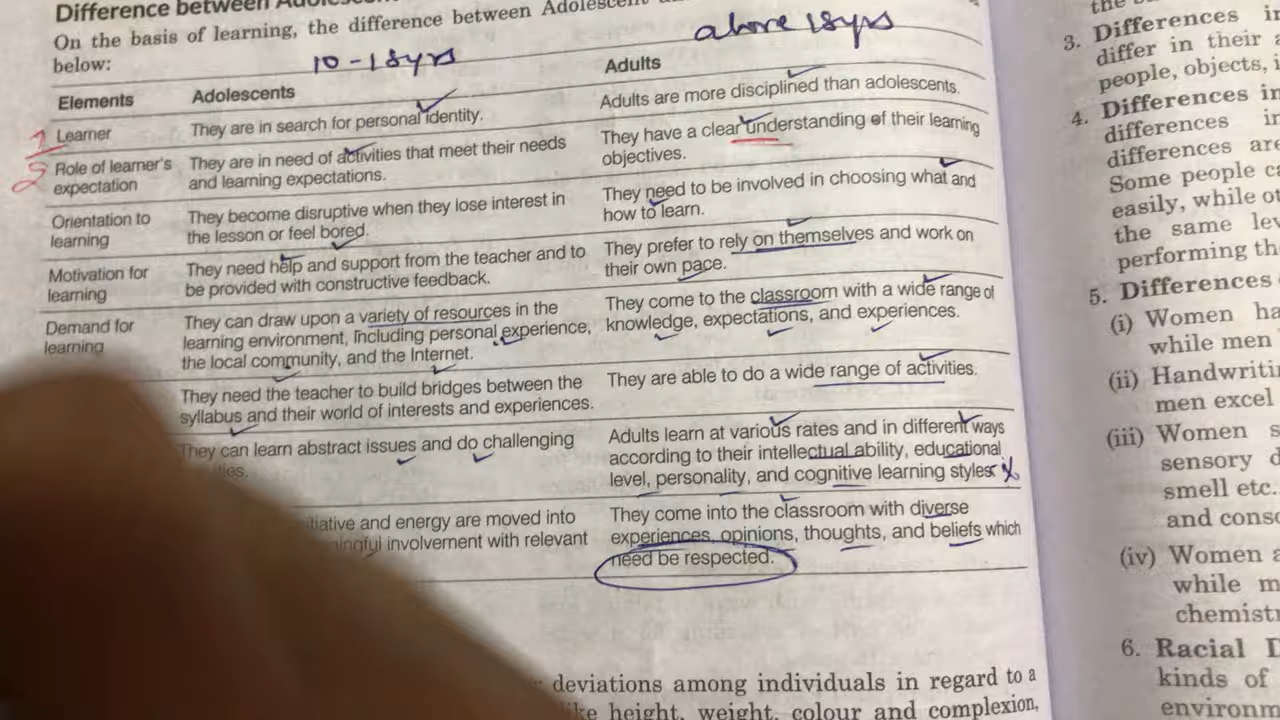 Difference between
On the basis of learning, the difference between Adolescent
below:
10-18yrs
above 18yrs
Elements Adolescents Adults
Learner They are in search for personal identity. Adults are more disciplined than adolescents.
Role of learner's They are in need of activities that meet their needs They have a clear understanding of their learning
expectation and learning expectations. objectives.
Orientation to They become disruptive when they lose interest in They need to be involved in choosing what and
learning the lesson or feel bored. how to learn.
Motivation for They need help and support from the teacher and to They prefer to rely on themselves and work on
learning be provided with constructive feedback. their own pace.
Demand for They can draw upon a variety of resources in the They come to the classroom with a wide range of
learning learning environment, including personal experience, knowledge, expectations, and experiences.
the local community, and the Internet.
They need the teacher to build bridges between the They are able to do a wide range of activities.
syllabus and their world of interests and experiences.
They can learn abstract issues and do challenging Adults learn at various rates and in different ways
according to their intellectual ability, educational
level, personality, and cognitive learning styles
and energy are moved into They come into the classroom with diverse
involvement with relevant experiences, opinions, thoughts, and beliefs which
need be respected.
deviations among individuals in regard to a
height, weight, colour and complexion,
the
3. Differences in
differ in their
people, objects,
4. Differences in
differences in
differences are
Some people
easily, while
the same
performing
5. Differences
(i) Women
while men
(ii)
men excel
(iii) Women
sensory
smell etc.
and
(iv) Women
while
6. Racial
kinds of